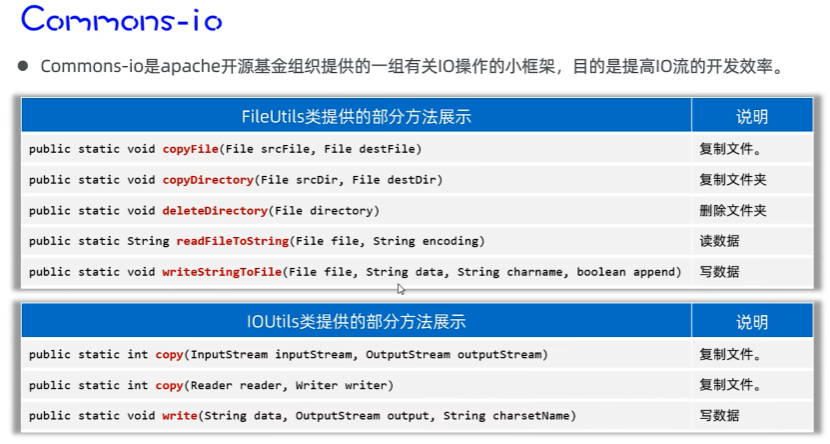 Commons-io
● Commons-io是apache开源基金组织提供的一组有关IO操作的小框架，目的是提高IO流的开发效率。
FileUtils类提供的部分方法展示 说明
public static void copyFile(File srcFile, File destFile) 复制文件。
public static void copyDirectory(File srcDir, File destDir) 复制文件夹
public static void deleteDirectory(File directory) 删除文件夹
public static String readFileToString(File file, String encoding) 读数据
public static void writeStringToFile(File file, String data, String charname, boolean append) 写数据
IOUtils类提供的部分方法展示 说明
public static int copy(InputStream inputStream, OutputStream outputStream) 复制文件。
public static int copy(Reader reader, Writer writer) 复制文件。
public static void write(String data, OutputStream output, String charsetName) 写数据